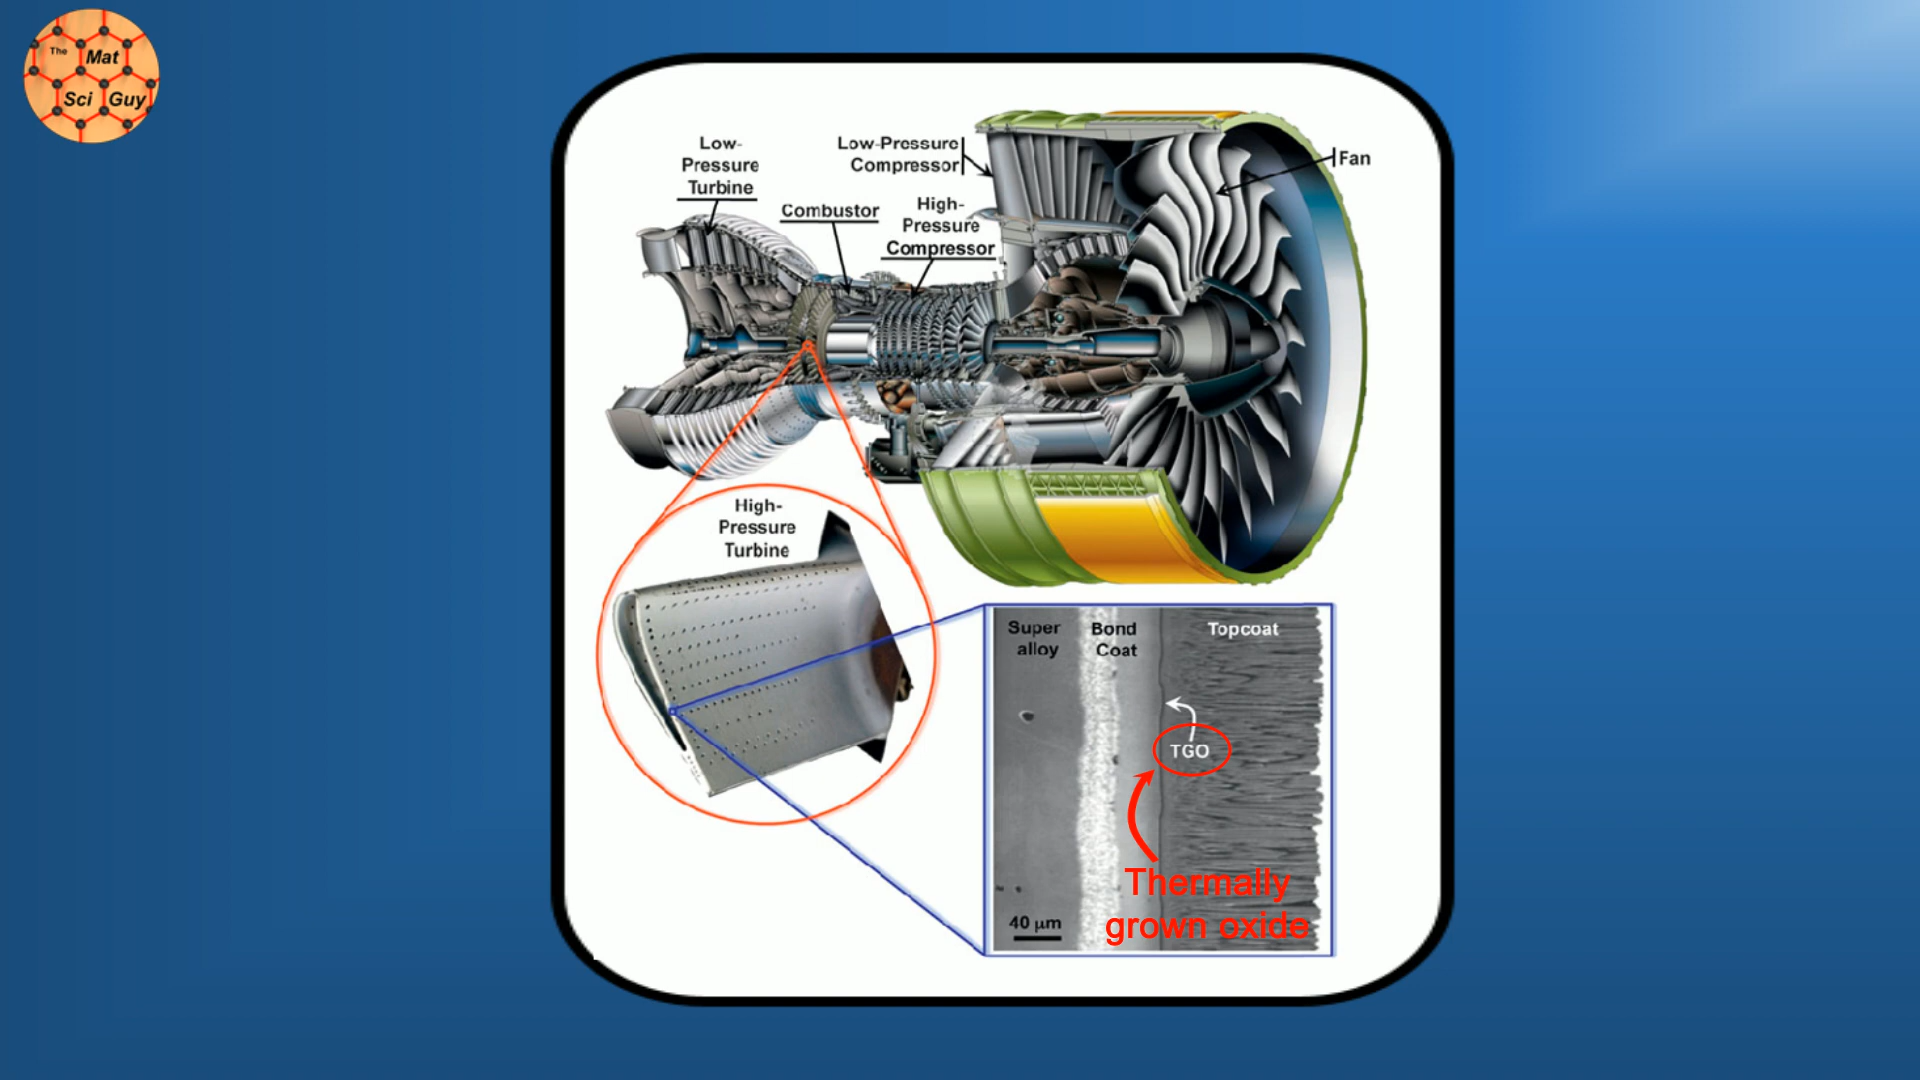 The
Mat
Sci Guy
Low-
Pressure
Turbine
Combustor
Low-Pressure
Compressor
High-
Pressure
Compressor
Fan
High-
Pressure
Turbine
Super
alloy
Bond
Coat
Topcoat
TGO
Thermally
grown oxide
40 μm